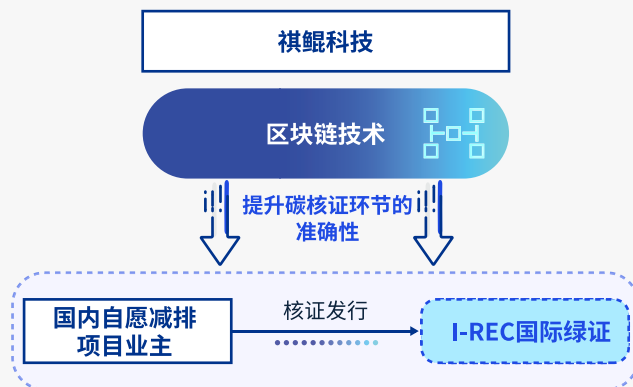 祺鲲科技
区块链技术
提升碳核证环节的
准确性
国内自愿减排
项目业主
核证发行
I-REC国际绿证